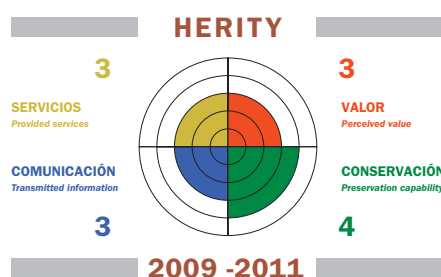 HERITY
3
SERVICIOS
Provided services
3
VALOR
Perceived value
COMUNICACIÓN
Transmitted information
3
CONSERVACIÓN
Preservation capability
4
2009 -2011